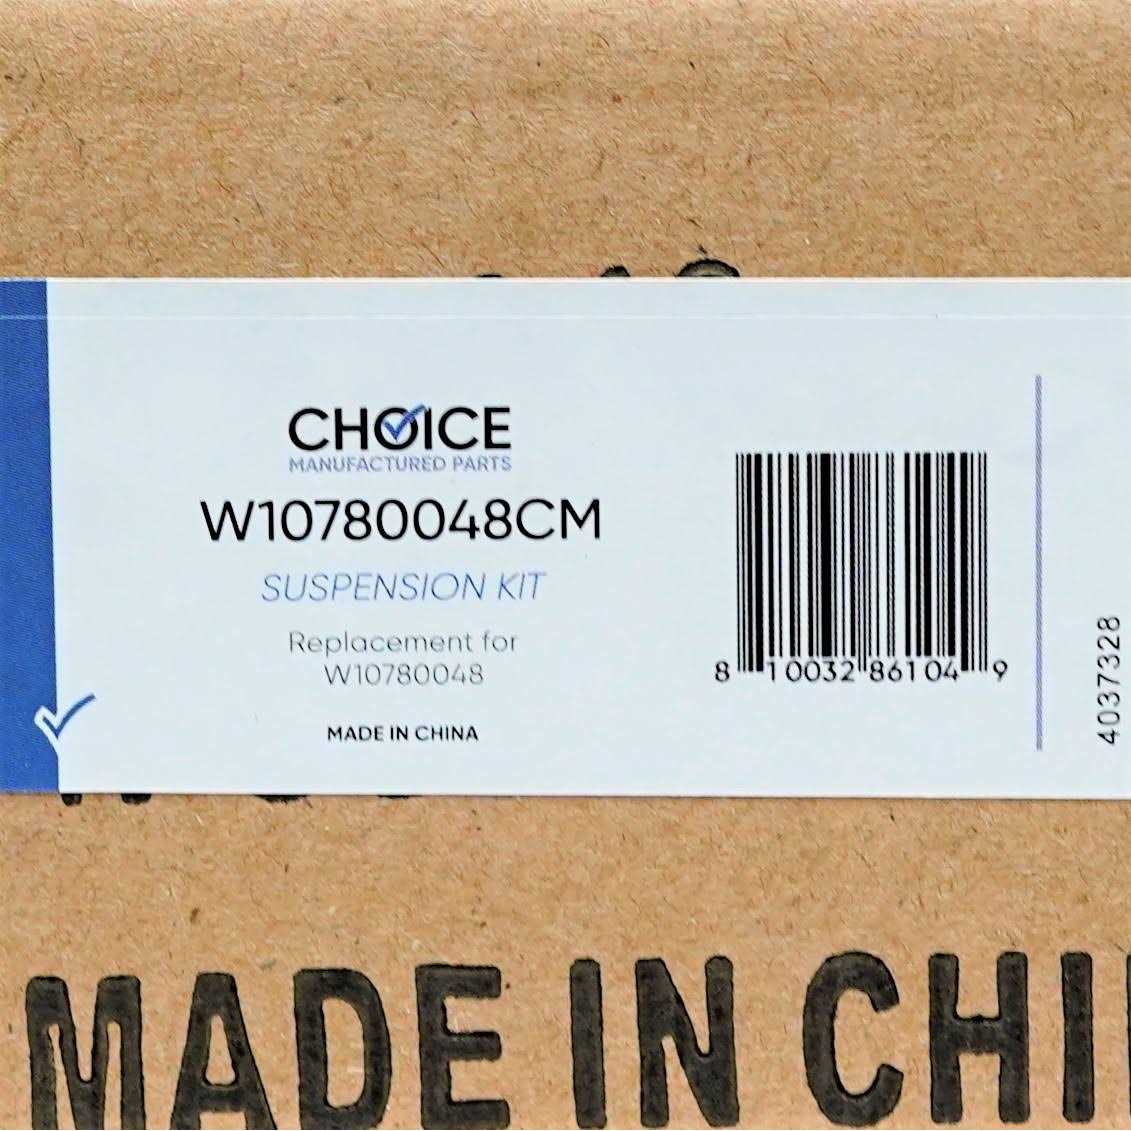 CHOICE
MANUFACTURED PARTS
W10780048CM
SUSPENSION KIT
Replacement for
W10780048
MADE IN CHINA
8 10032 86104 9
4037328
MADE IN CHI